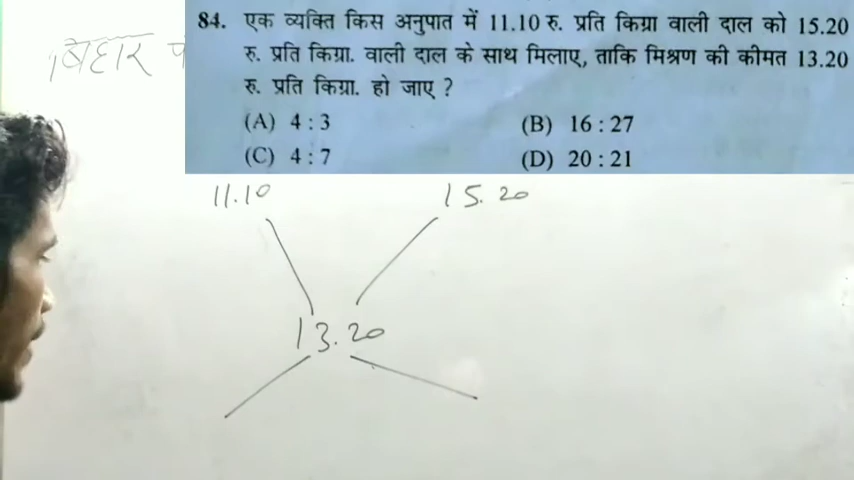 84. एक व्यक्ति किस अनुपात में 11.10 रु. प्रति किग्रा वाली दाल को 15.20
रु. प्रति किग्रा. वाली दाल के साथ मिलाए, ताकि मिश्रण की कीमत 13.20
रु. प्रति किग्रा. हो जाए ?
(A) 4 : 3 (B) 16 : 27
(C) 4 : 7 (D) 20 : 21
बिहार
11.10 15.20
13.20